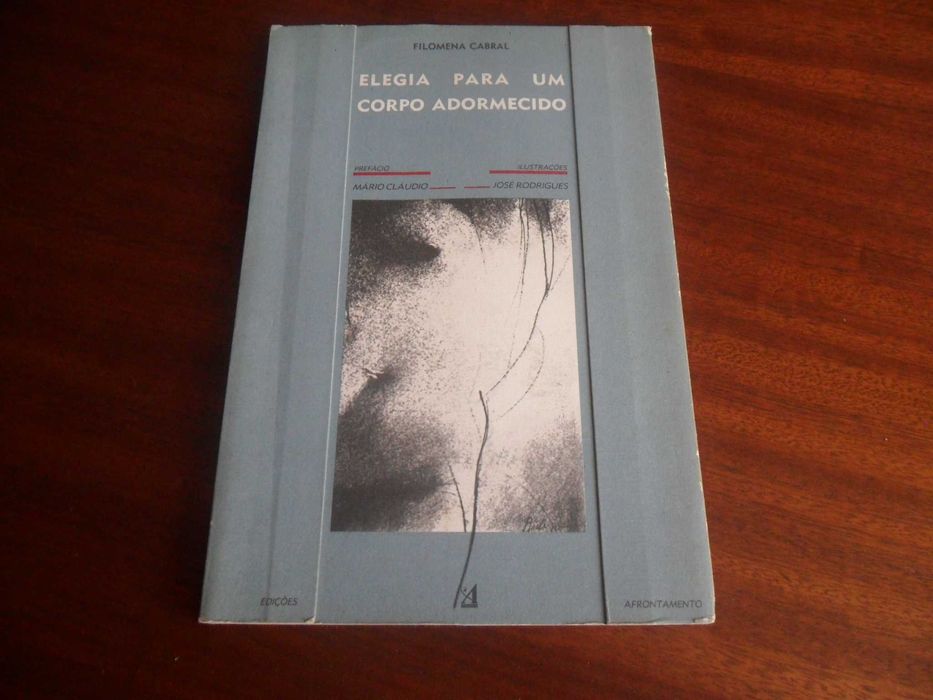 FILOMENA CABRAL
ELEGIA PARA UM
CORPO ADORMECIDO
PREFÁCIO ILUSTRAÇÕES
MÁRIO CLÁUDIO JOSÉ RODRIGUES
EDIÇÕES AFRONTAMENTO